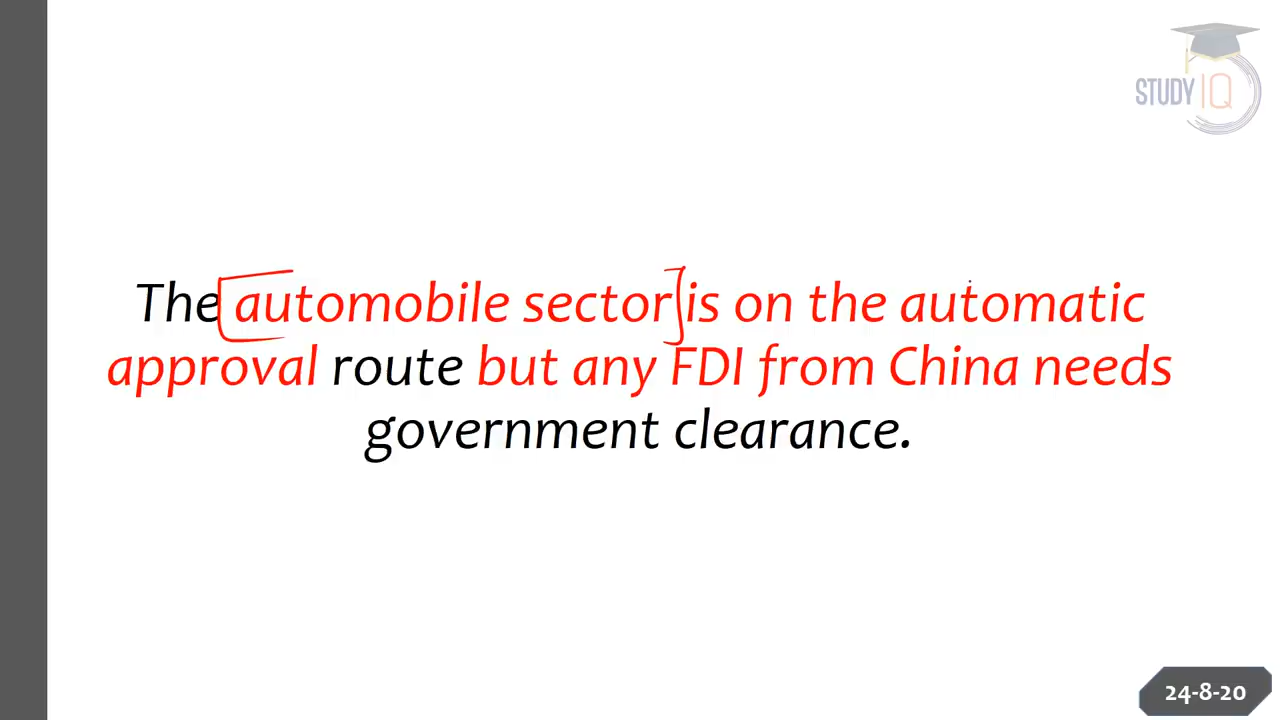 STUDY IQ
The automobile sector is on the automatic
approval route but any FDI from China needs
government clearance.
24-8-20